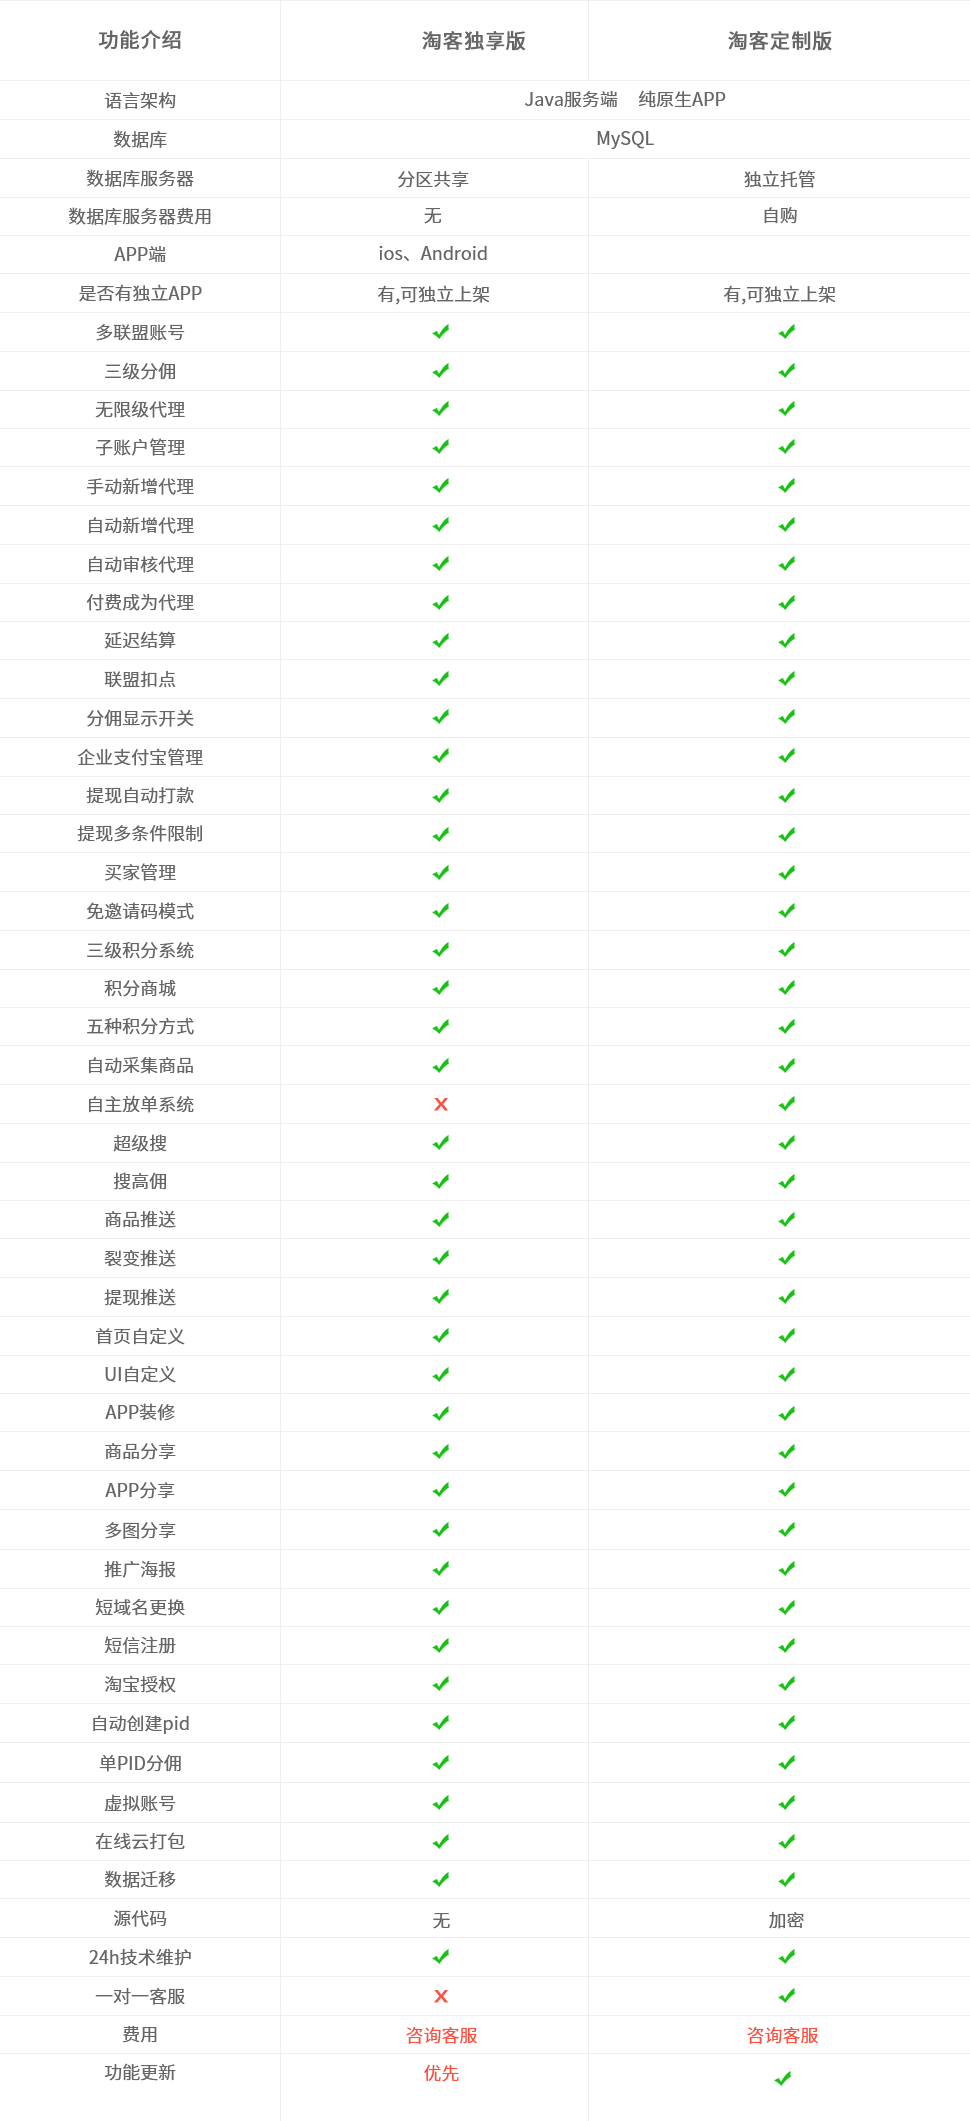 功能介绍 淘客独享版 淘客定制版
语言架构 Java服务端 纯原生APP
数据库 MySQL
数据库服务器 分区共享 独立托管
数据库服务器费用 无 自购
APP端 ios、Android
是否有独立APP 有,可独立上架 有,可独立上架
多联盟账号
三级分佣
无限级代理
子账户管理
手动新增代理
自动新增代理
自动审核代理
付费成为代理
延迟结算
联盟扣点
分佣显示开关
企业支付宝管理
提现自动打款
提现多条件限制
买家管理
免邀请码模式
三级积分系统
积分商城
五种积分方式
自动采集商品
自主放单系统 X
超级搜
搜高佣
商品推送
裂变推送
提现推送
首页自定义
UI自定义
APP装修
商品分享
APP分享
多图分享
推广海报
短域名更换
短信注册
淘宝授权
自动创建pid
单PID分佣
虚拟账号
在线云打包
数据迁移
源代码 无 加密
24h技术维护
一对一客服 X
费用 咨询客服 咨询客服
功能更新 优先